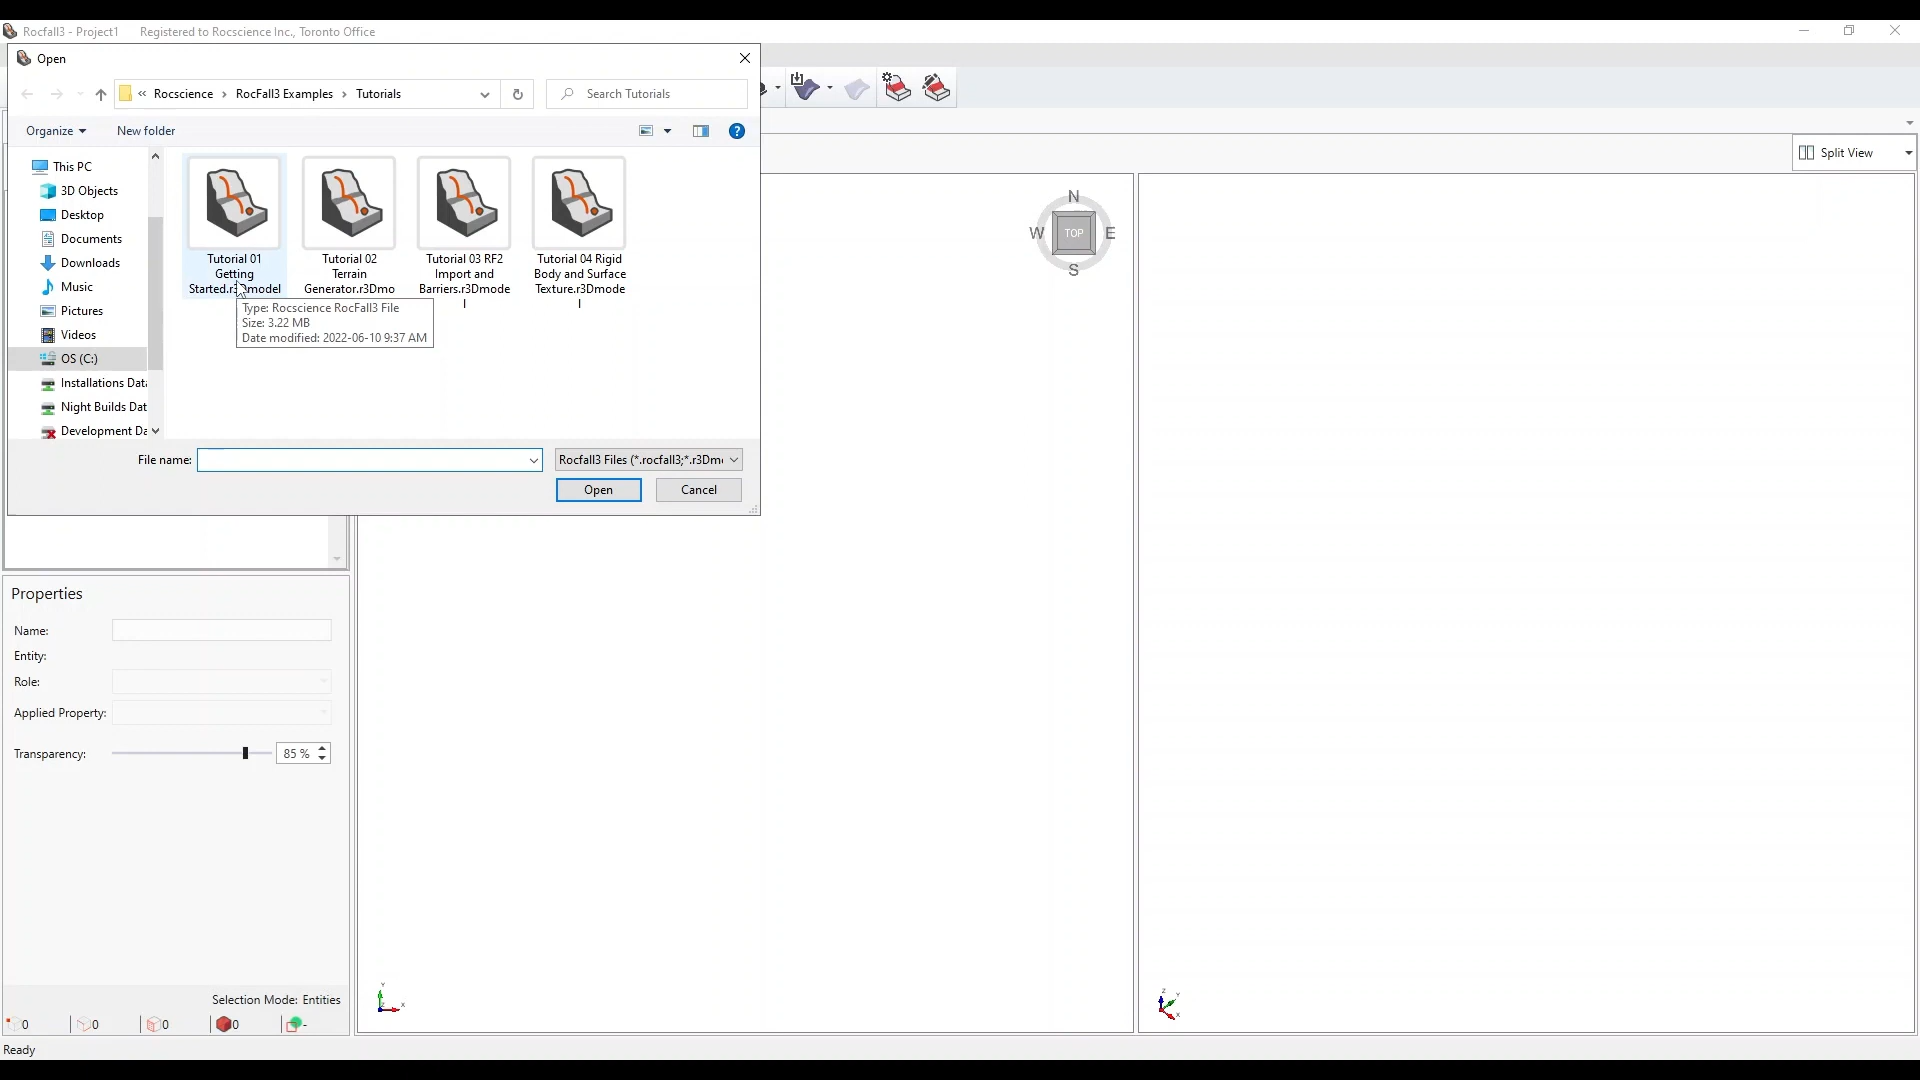 Rocfall3 - Project1 Registered to Rocscience Inc., Toronto Office
Open
« Rocscience › RocFall3 Examples › Tutorials
Search Tutorials
Organize
New folder
?
This PC
3D Objects
Desktop
Documents
Downloads
Music
Pictures
Videos
OS (C:)
Installations Data
Night Builds Dat
Development Da
Tutorial 01
Getting
Started.r3Dmodel
Tutorial 02
Terrain
Generator.r3Dmo
Tutorial 03 RF2
Import and
Barriers.r3Dmode
l
Tutorial 04 Rigid
Body and Surface
Texture.r3Dmode
l
Type: Rocscience RocFall3 File
Size: 3.22 MB
Date modified: 2022-06-10 9:37 AM
File name:
Rocfall3 Files (*.rocfall3;*.r3Dm
Open
Cancel
Split View
N
W
TOP
E
S
Properties
Name:
Entity:
Role:
Applied Property:
Transparency:
85 %
Selection Mode: Entities
0
0
0
0
-
Y
Z
X
Z
Y
X
Ready